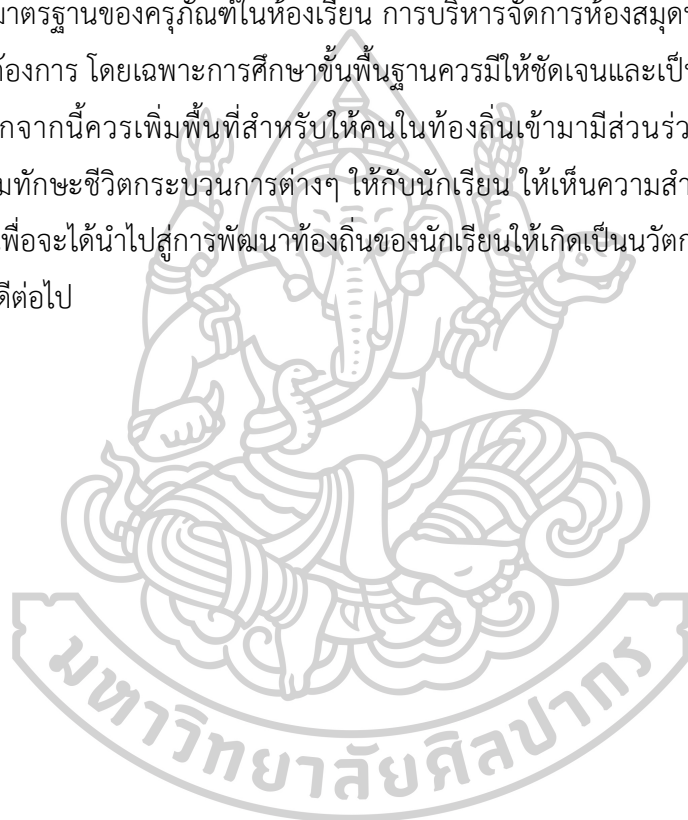 มาตรฐานของครุภัณฑ์ในห้องเรียน การบริหารจัดการห้องสมุด
ต้องการ โดยเฉพาะการศึกษาขั้นพื้นฐานควรมีให้ชัดเจนและเป็น
กจากนี้ควรเพิ่มพื้นที่สำหรับให้คนในท้องถิ่นเข้ามามีส่วนร่ว
มทักษะชีวิตกระบวนการต่างๆ ให้กับนักเรียน ให้เห็นความสำ
เพื่อจะได้นำไปสู่การพัฒนาท้องถิ่นของนักเรียนให้เกิดเป็นนวัตก
ดีต่อไป
มหาวิทยาลัยศิลปากร